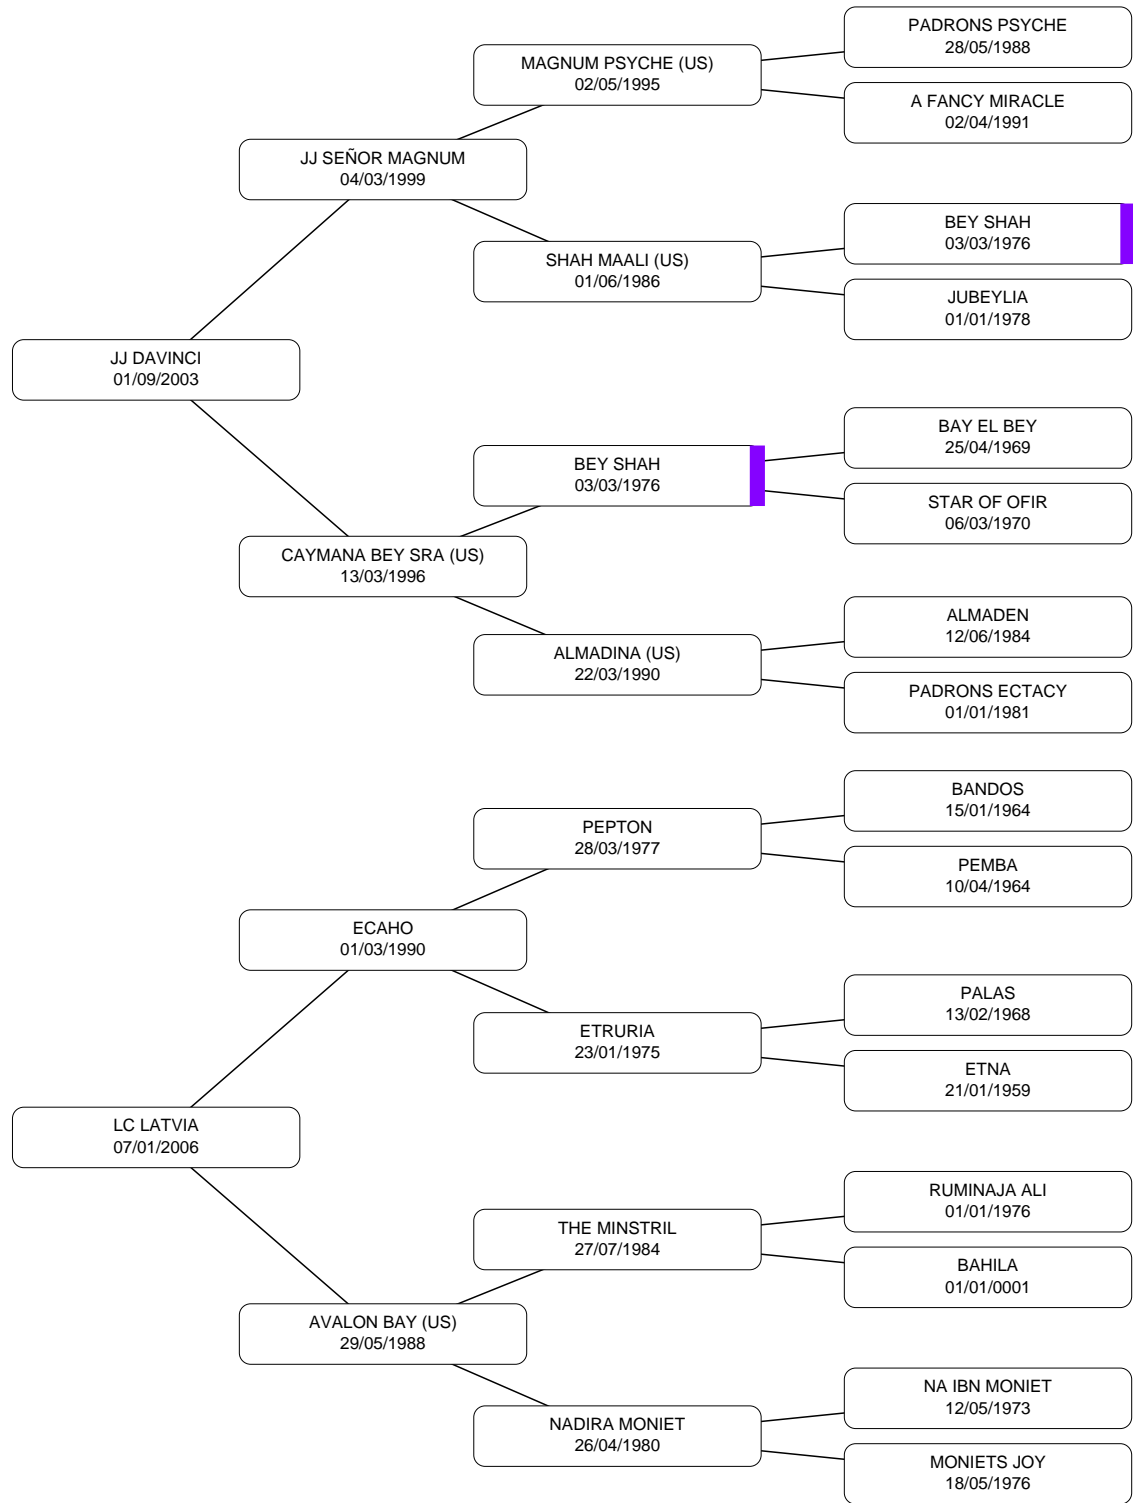 PADRONS PSYCHE
28/05/1988
MAGNUM PSYCHE (US)
02/05/1995
A FANCY MIRACLE
02/04/1991
JJ SEÑOR MAGNUM
04/03/1999
BEY SHAH
03/03/1976
SHAH MAALI (US)
01/06/1986
JUBEYLIA
01/01/1978
JJ DAVINCI
01/09/2003
BAY EL BEY
25/04/1969
BEY SHAH
03/03/1976
STAR OF OFIR
06/03/1970
CAYMANA BEY SRA (US)
13/03/1996
ALMADEN
12/06/1984
ALMADINA (US)
22/03/1990
PADRONS ECTACY
01/01/1981
BANDOS
15/01/1964
PEPTON
28/03/1977
PEMBA
10/04/1964
ECAHO
01/03/1990
PALAS
13/02/1968
ETRURIA
23/01/1975
ETNA
21/01/1959
LC LATVIA
07/01/2006
RUMINAJA ALI
01/01/1976
THE MINSTRIL
27/07/1984
BAHILA
01/01/0001
AVALON BAY (US)
29/05/1988
NA IBN MONIET
12/05/1973
NADIRA MONIET
26/04/1980
MONIETS JOY
18/05/1976